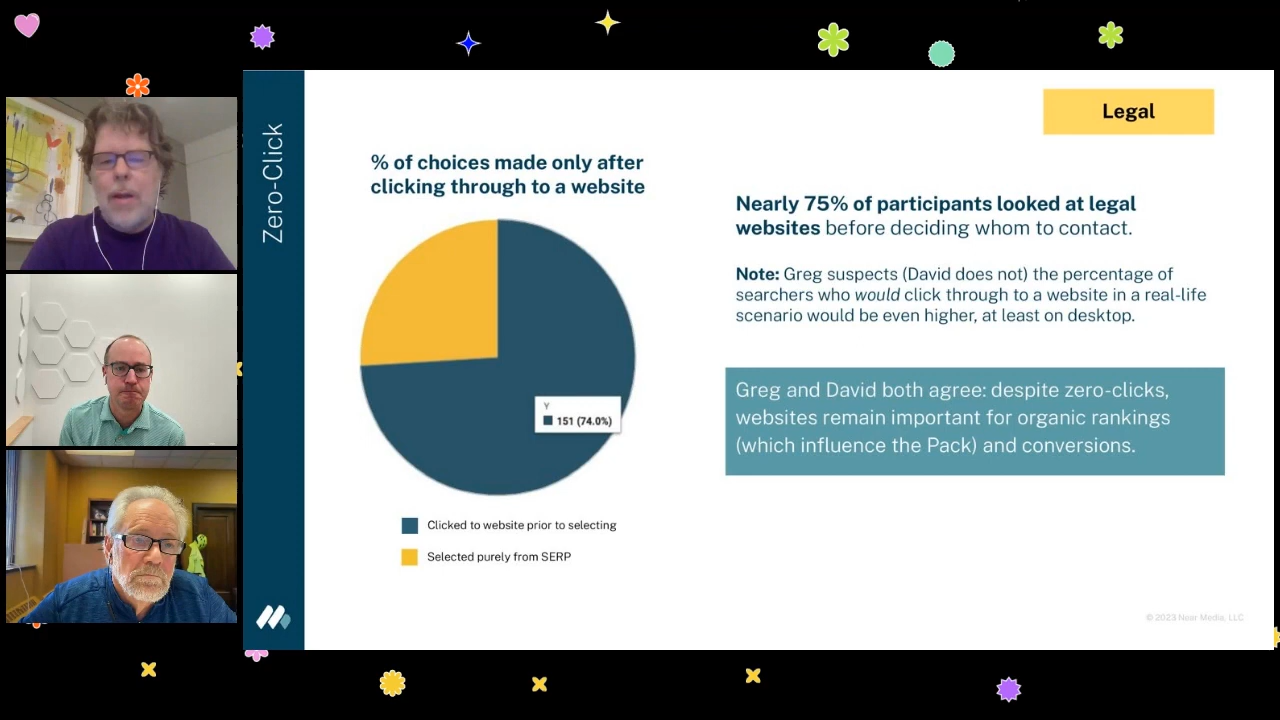 Zero-Click
Legal
% of choices made only after
clicking through to a website
Y
151 (74.0%)
Clicked to website prior to selecting
Selected purely from SERP
Nearly 75% of participants looked at legal
websites before deciding whom to contact.
Note: Greg suspects (David does not) the percentage of
searchers who would click through to a website in a real-life
scenario would be even higher, at least on desktop.
Greg and David both agree: despite zero-clicks,
websites remain important for organic rankings
(which influence the Pack) and conversions.
© 2023 Near Media, LLC